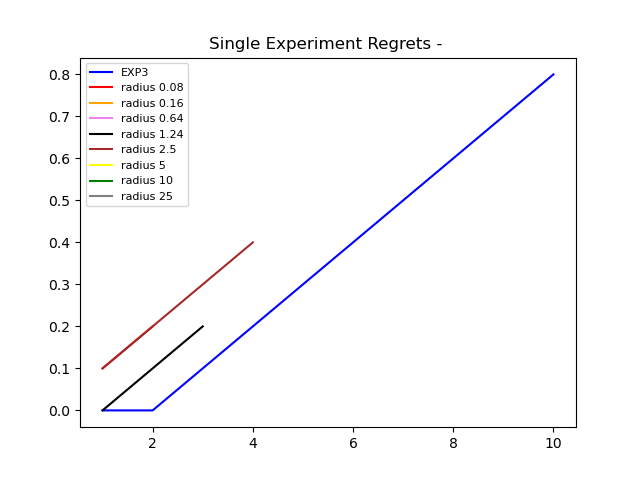 Single Experiment Regrets -
EXP3
radius 0.08
radius 0.16
radius 0.64
radius 1.24
radius 2.5
radius 5
radius 10
radius 25
0.8
0.7
0.6
0.5
0.4
0.3
0.2
0.1
0.0
2 4 6 8 10